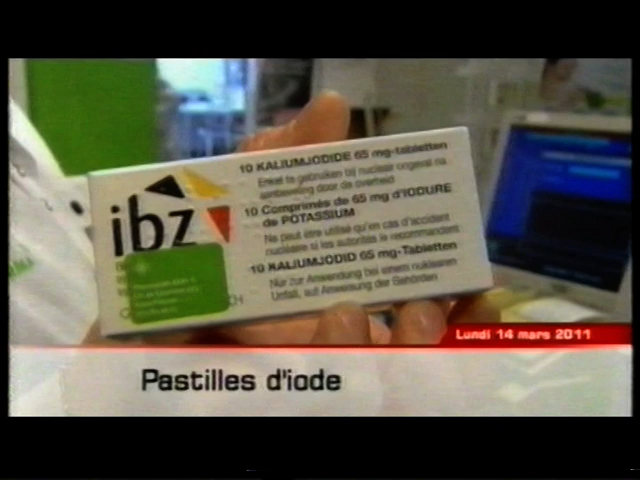 10 KALIUMJODIDE 65 mg-tabletten
Enkel te gebruiken bij nucleair ongeval na
aanbeveling door de overheid
ibz
10 Comprimés de 65 mg d'IODURE
de POTASSIUM
Ne peut être utilisé qu'en cas d'accident
nucléaire si les autorités le recommandent
10 KALIUMJODID 65 mg-Tabletten
Nur zur Anwendung bei einem nuklearen
Unfall, auf Anweisung der Behörden
Lundi 14 mars 2011
Pastilles d'iode